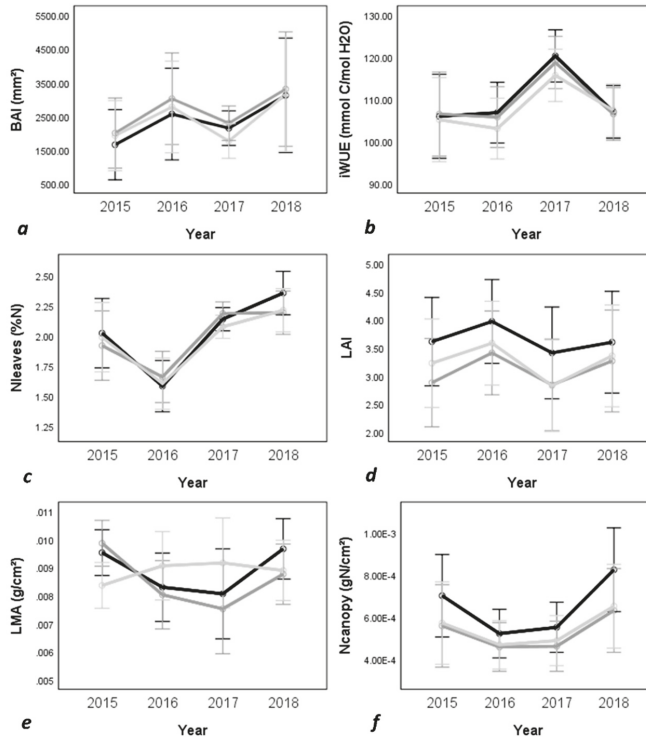 BAI (mm²)
5500.00
4500.00
3500.00
2500.00
1500.00
500.00
2015 2016 2017 2018
Year
a
iWUE (mmol C/mol H2O)
130.00
120.00
110.00
100.00
90.00
2015 2016 2017 2018
Year
b
Nleaves (%N)
2.50
2.25
2.00
1.75
1.50
1.25
2015 2016 2017 2018
Year
c
LAI
5.00
4.50
4.00
3.50
3.00
2.50
2.00
2015 2016 2017 2018
Year
d
LMA (g/cm²)
.011
.010
.009
.008
.007
.006
.005
2015 2016 2017 2018
Year
e
Ncanopy (gN/cm²)
1.00E-3
8.00E-4
6.00E-4
4.00E-4
2015 2016 2017 2018
Year
f